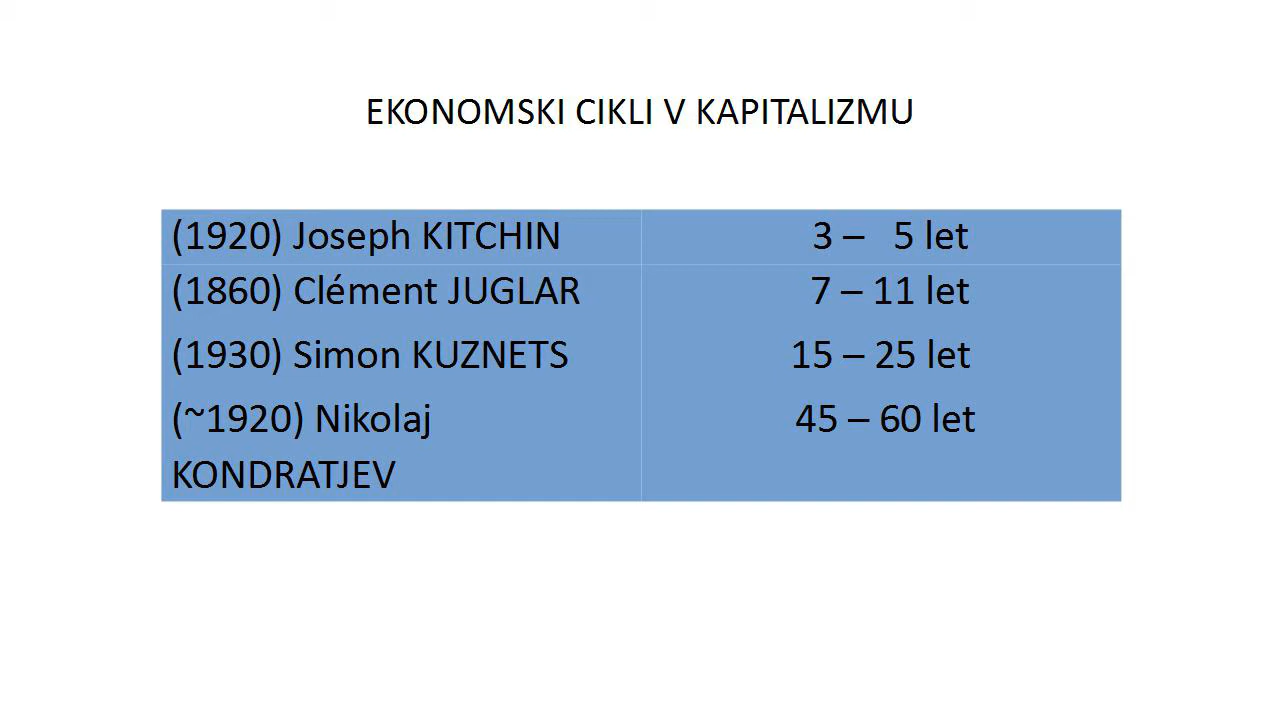 EKONOMSKI CIKLI V KAPITALIZMU
(1920) Joseph KITCHIN 3 – 5 let
(1860) Clément JUGLAR 7 – 11 let
(1930) Simon KUZNETS 15 – 25 let
(~1920) Nikolaj 45 – 60 let
KONDRATJEV